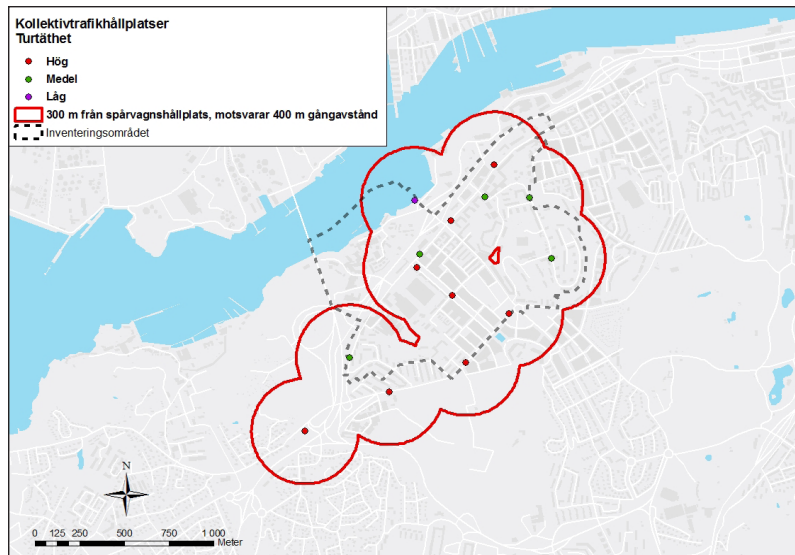 Kollektivtrafikhållplatser
Turtäthet
Hög
Medel
Låg
300 m från spårvagnshållplats, motsvarar 400 m gångavstånd
Inventeringsområdet
N
0 125 250 500 750 1 000
Meter